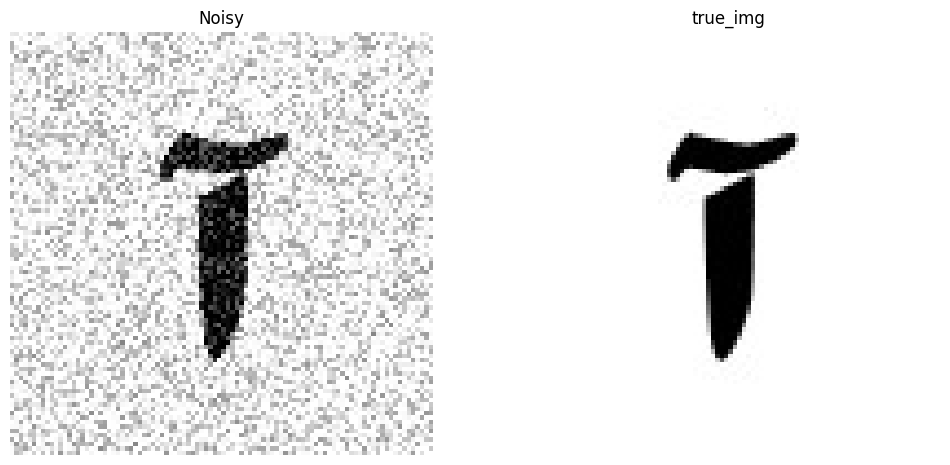 Noisy
آ
true_img
آ